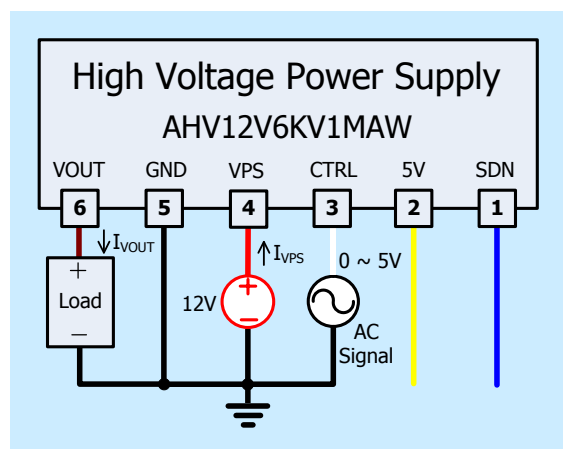 High Voltage Power Supply
AHV12V6KV1MAW
VOUT GND VPS CTRL 5V SDN
6 5 4 3 2 1
IVOUT IVPS 0 ~ 5V
+ +
Load 12V
AC
Signal
− −